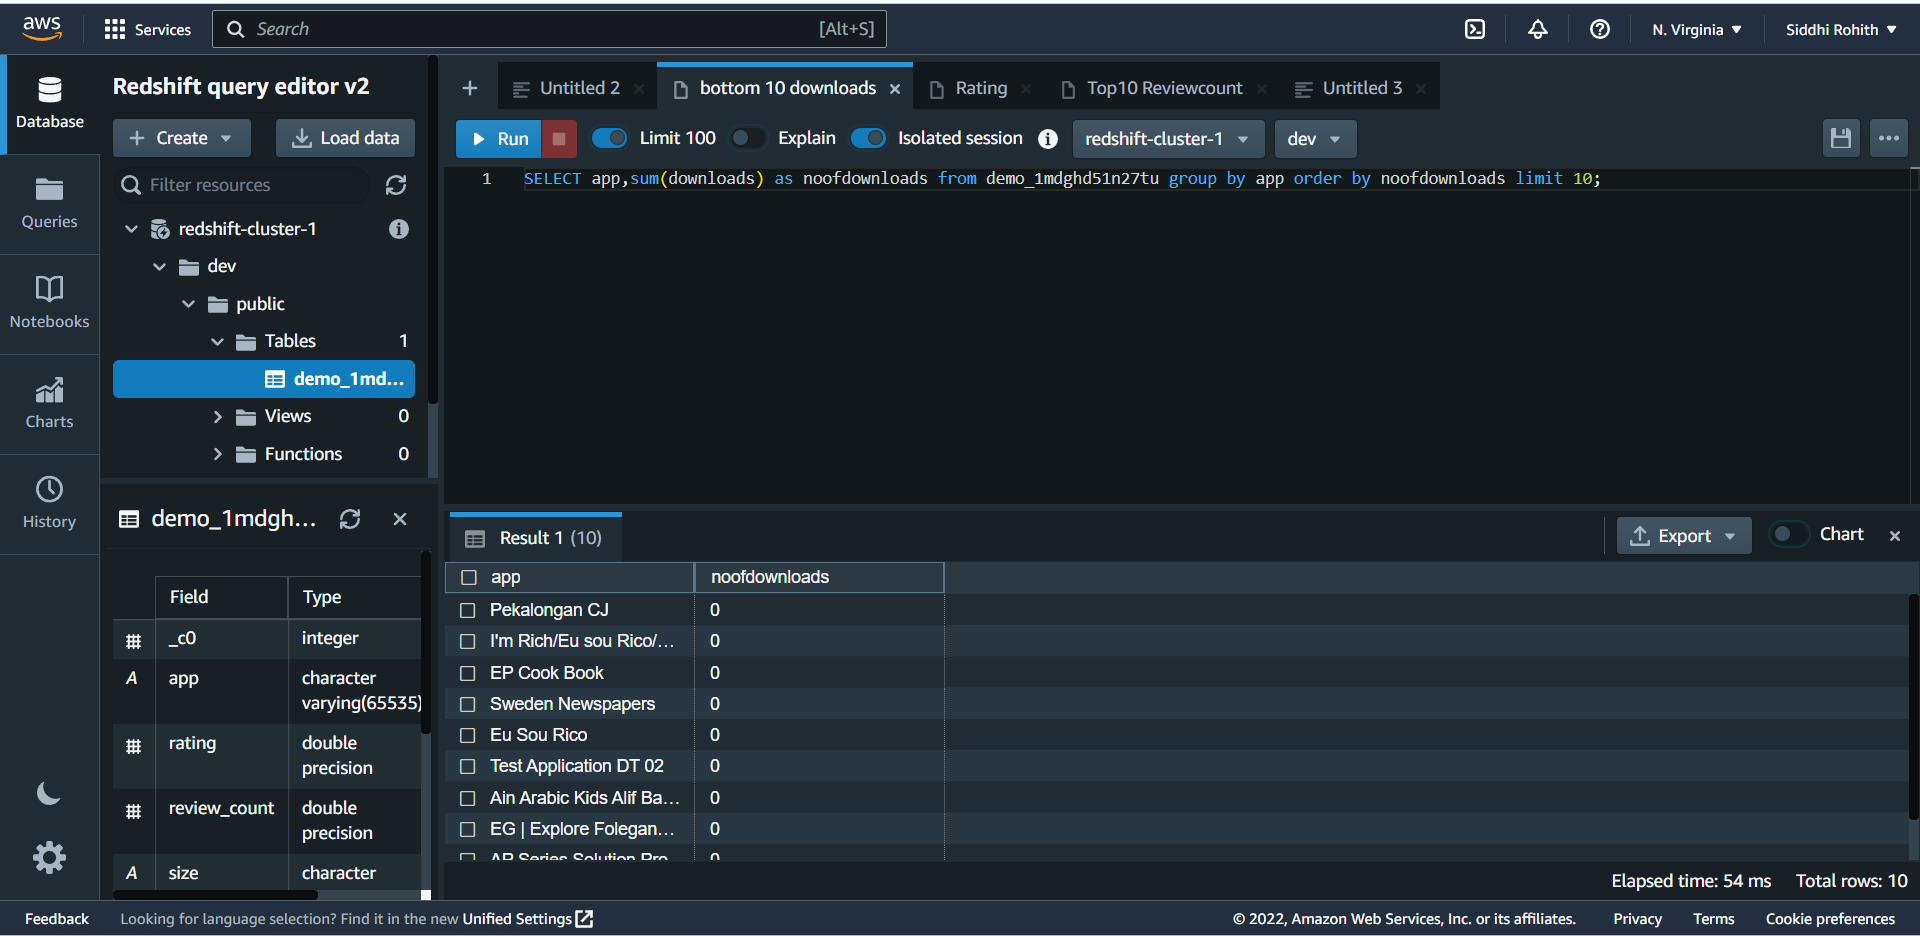 aws
Services
Search
[Alt+S]
N. Virginia
Siddhi Rohith
Database
Queries
Notebooks
Charts
History
Redshift query editor v2
Create
Load data
Filter resources
redshift-cluster-1
dev
public
Tables 1
demo_1md...
Views 0
Functions 0
demo_1mdgh...
Field Type
_c0 integer
app character
varying(65535)
rating double
precision
review_count double
precision
size character
Untitled 2
bottom 10 downloads
Rating
Top10 Reviewcount
Untitled 3
Run
Limit 100
Explain
Isolated session
redshift-cluster-1
dev
1 SELECT app,sum(downloads) as noofdownloads from demo_1mdghd51n27tu group by app order by noofdownloads limit 10;
Result 1 (10)
Export
Chart
app noofdownloads
Pekalongan CJ 0
I'm Rich/Eu sou Rico/... 0
EP Cook Book 0
Sweden Newspapers 0
Eu Sou Rico 0
Test Application DT 02 0
Ain Arabic Kids Alif Ba... 0
EG | Explore Folegan... 0
AP Series Solution Pro 0
Elapsed time: 54 ms Total rows: 10
Feedback Looking for language selection? Find it in the new Unified Settings
© 2022, Amazon Web Services, Inc. or its affiliates. Privacy Terms Cookie preferences